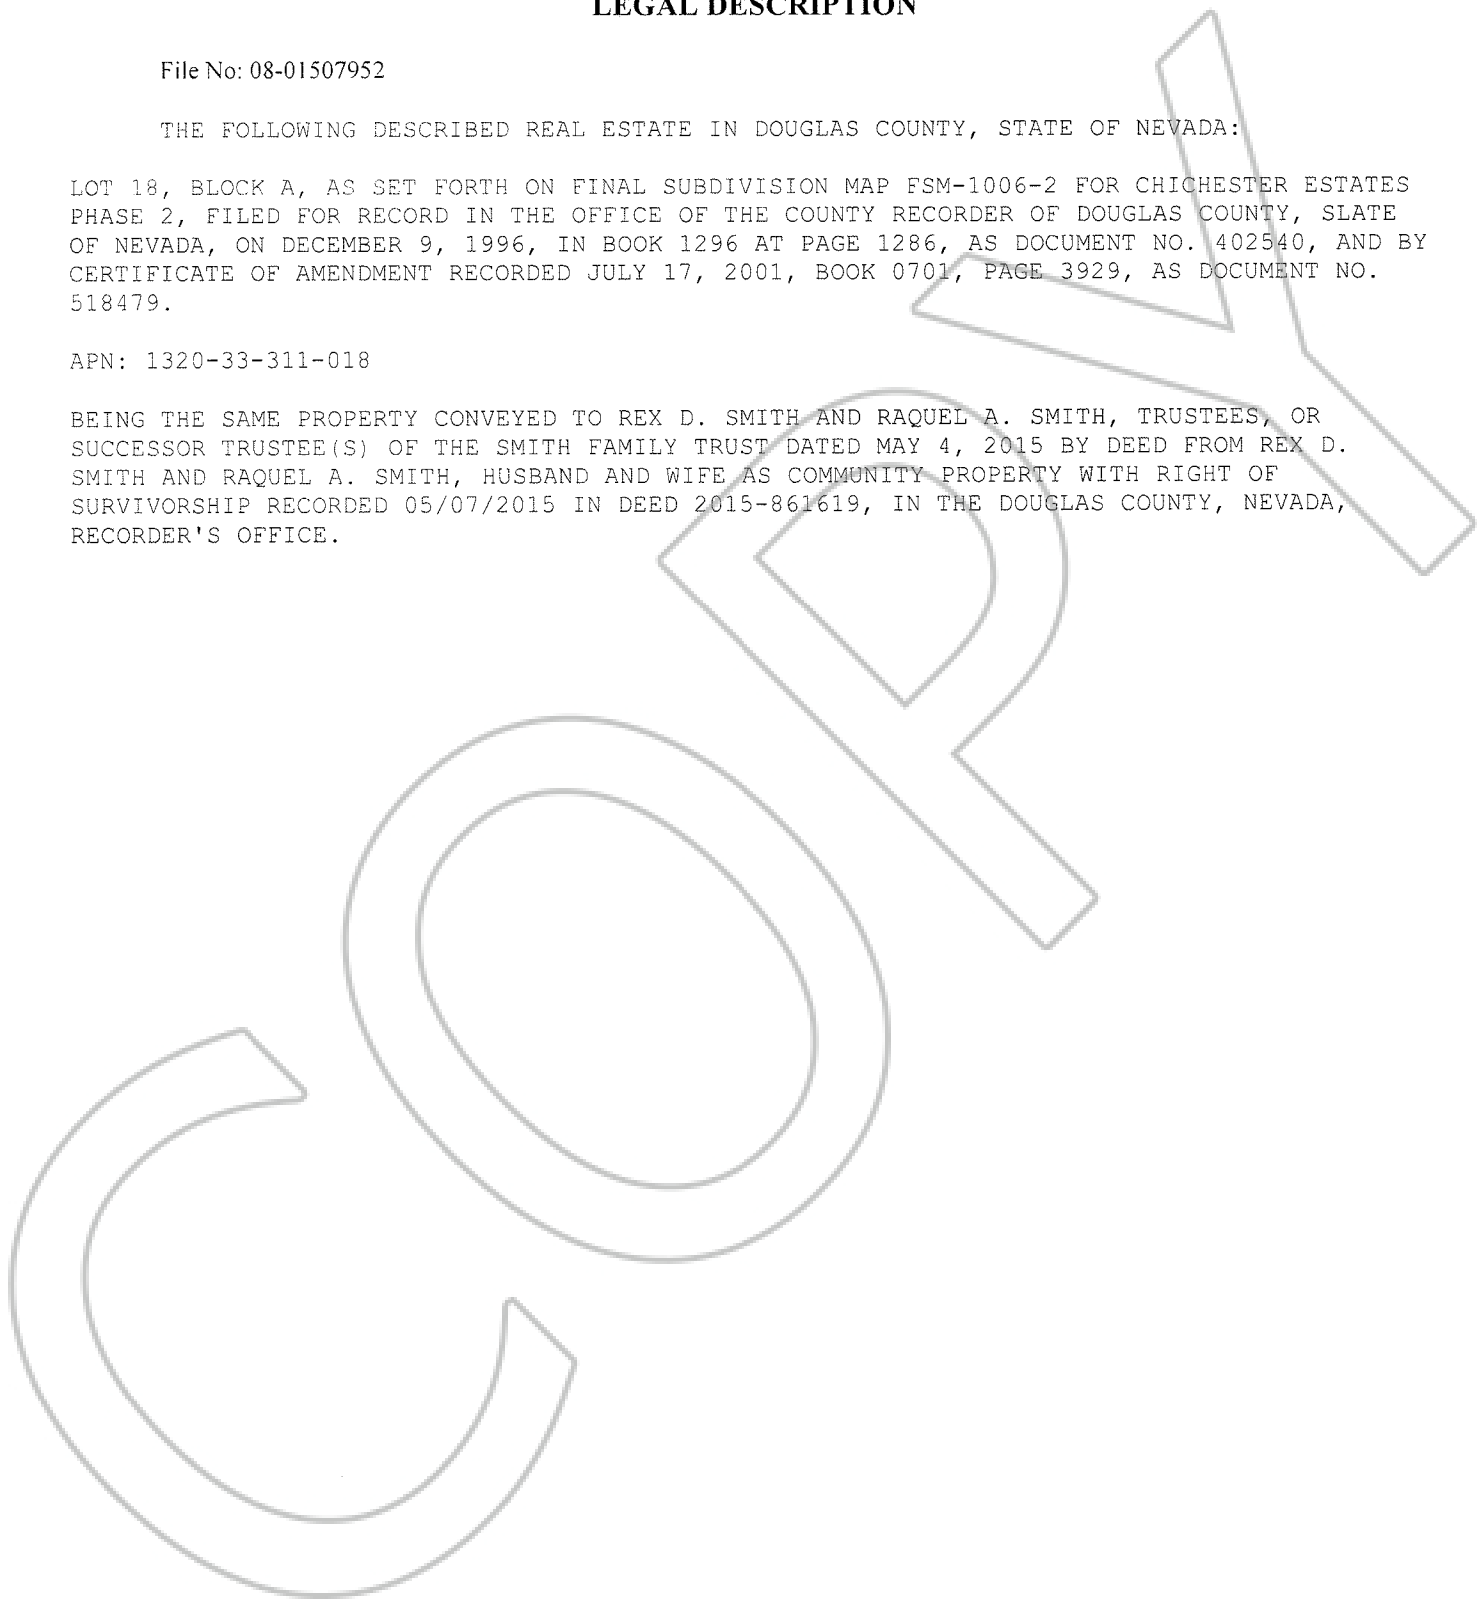 LEGAL DESCRIPTION
File No: 08-01507952
THE FOLLOWING DESCRIBED REAL ESTATE IN DOUGLAS COUNTY, STATE OF NEVADA:
LOT 18, BLOCK A, AS SET FORTH ON FINAL SUBDIVISION MAP FSM-1006-2 FOR CHICHESTER ESTATES
PHASE 2, FILED FOR RECORD IN THE OFFICE OF THE COUNTY RECORDER OF DOUGLAS COUNTY, SLATE
OF NEVADA, ON DECEMBER 9, 1996, IN BOOK 1296 AT PAGE 1286, AS DOCUMENT NO. 402540, AND BY
CERTIFICATE OF AMENDMENT RECORDED JULY 17, 2001, BOOK 0701, PAGE 3929, AS DOCUMENT NO.
518479.
APN: 1320-33-311-018
BEING THE SAME PROPERTY CONVEYED TO REX D. SMITH AND RAQUEL A. SMITH, TRUSTEES, OR
SUCCESSOR TRUSTEE(S) OF THE SMITH FAMILY TRUST DATED MAY 4, 2015 BY DEED FROM REX D.
SMITH AND RAQUEL A. SMITH, HUSBAND AND WIFE AS COMMUNITY PROPERTY WITH RIGHT OF
SURVIVORSHIP RECORDED 05/07/2015 IN DEED 2015-861619, IN THE DOUGLAS COUNTY, NEVADA,
RECORDER'S OFFICE.
COPY